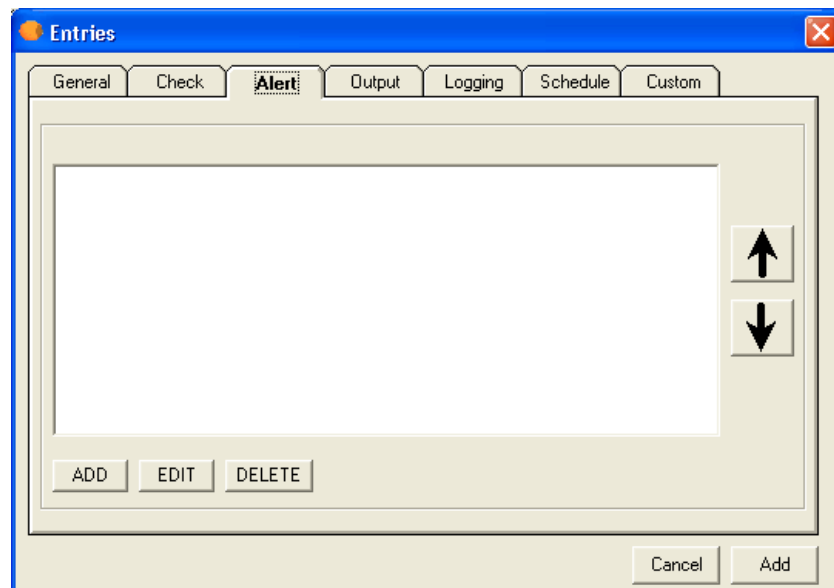 Entries
General Check Alert Output Logging Schedule Custom
ADD EDIT DELETE
Cancel Add